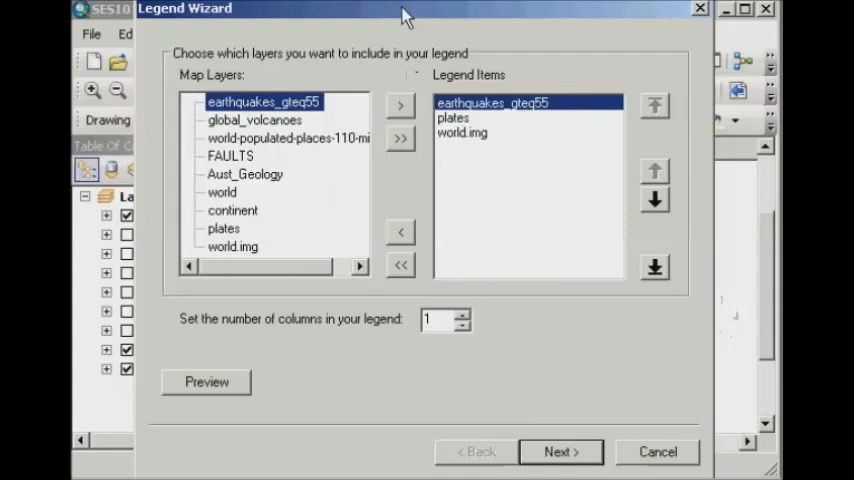 SES10
Legend Wizard
File
Ed
Choose which layers you want to include in your legend
Map Layers:
Legend Items
earthquakes_gteq55
global_volcanoes
world-populated-places-110-mi
FAULTS
Aust_Geology
world
continent
plates
world.img
>
>>
<
<<
earthquakes_gteq55
plates
world.img
Drawing
Table Of C
La
Set the number of columns in your legend:
1
Preview
< Back
Next >
Cancel